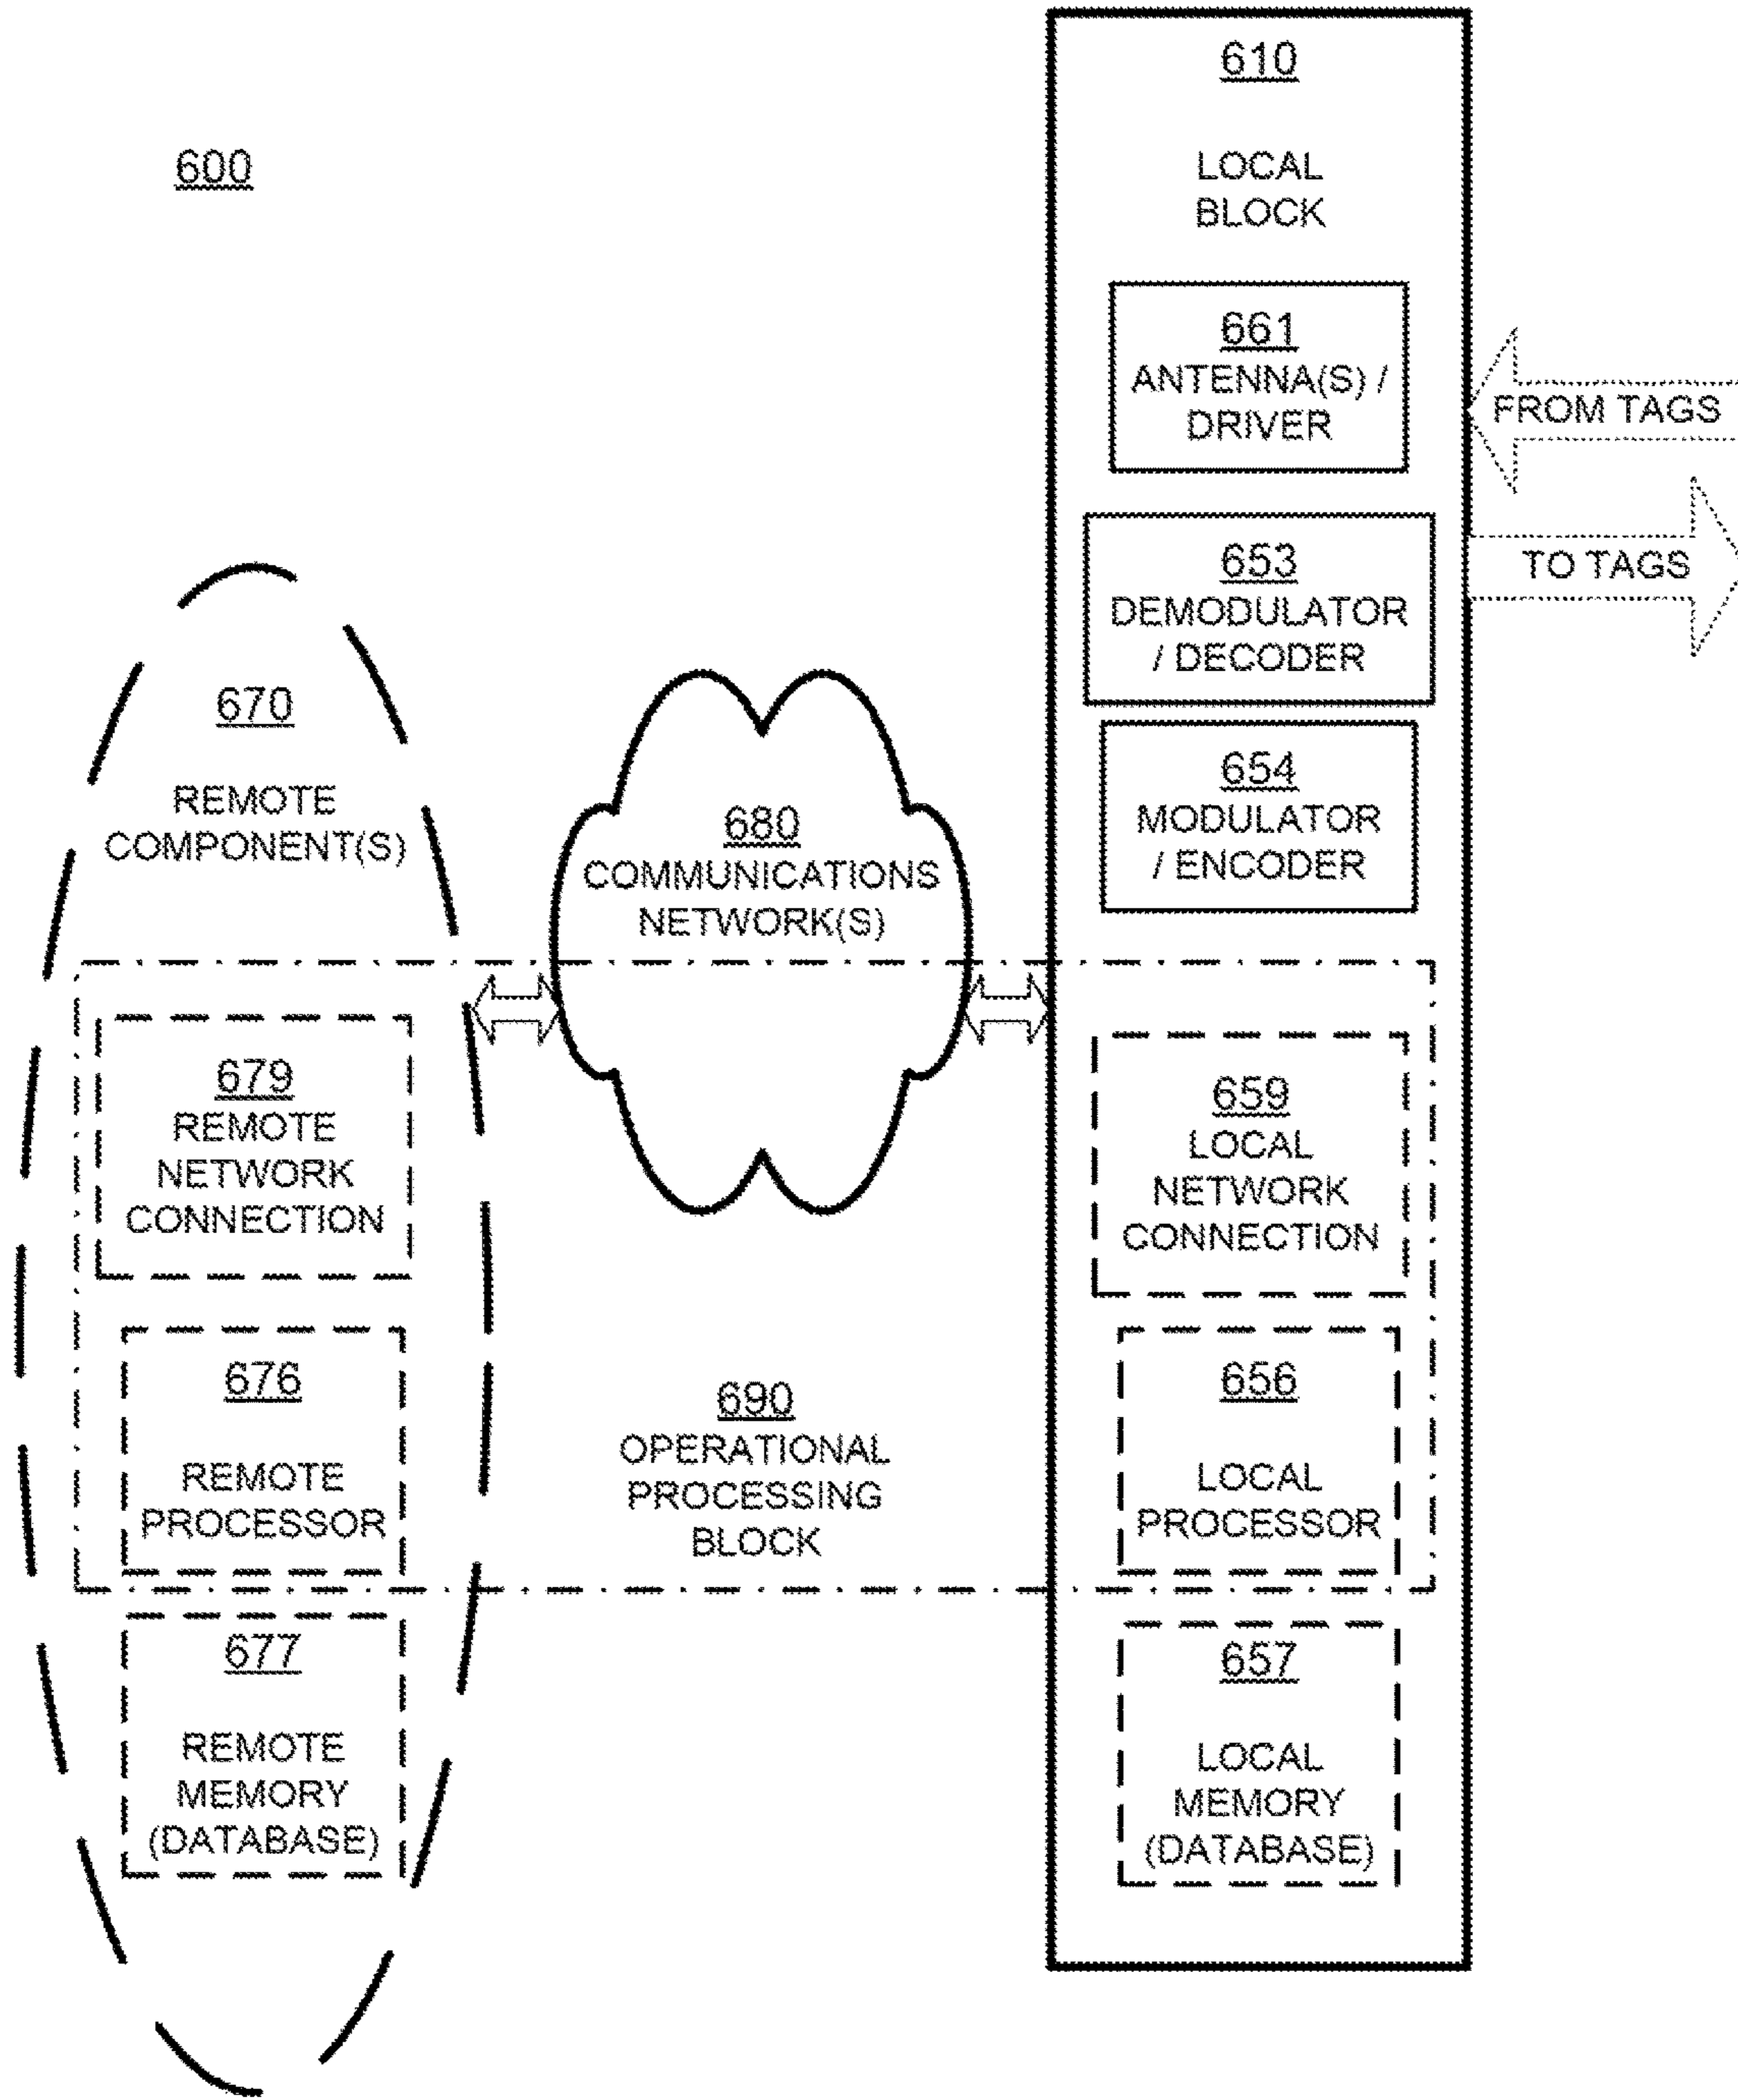 600
610
LOCAL
BLOCK
661
ANTENNA(S) /
DRIVER
FROM TAGS
653
DEMODULATOR
/ DECODER
TO TAGS
654
MODULATOR
/ ENCODER
670
REMOTE
COMPONENT(S)
680
COMMUNICATIONS
NETWORK(S)
679
REMOTE
NETWORK
CONNECTION
659
LOCAL
NETWORK
CONNECTION
676
REMOTE
PROCESSOR
690
OPERATIONAL
PROCESSING
BLOCK
656
LOCAL
PROCESSOR
677
REMOTE
MEMORY
(DATABASE)
657
LOCAL
MEMORY
(DATABASE)